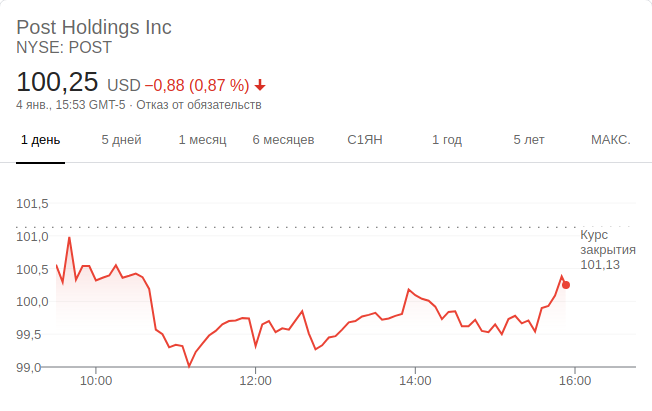 Post Holdings Inc
NYSE: POST
100,25 USD −0,88 (0,87 %)
4 янв., 15:53 GMT-5 · Отказ от обязательств
1 день 5 дней 1 месяц 6 месяцев С1ЯН 1 год 5 лет МАКС.
101,5
101,0
100,5
100,0
99,5
99,0
Курс
закрытия
101,13
10:00 12:00 14:00 16:00